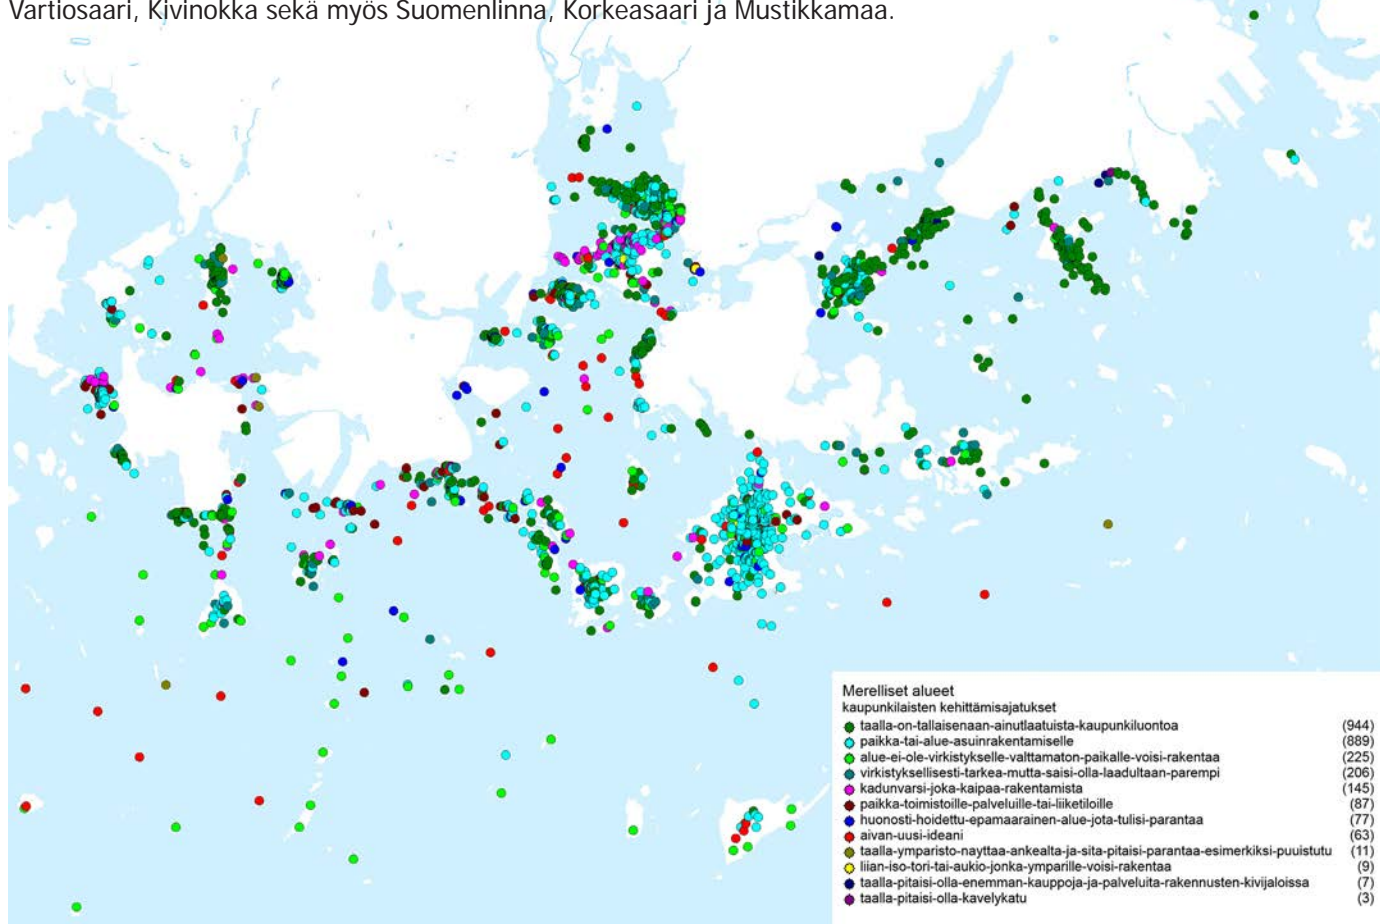 Vartiosaari, Kivinokka sekä myös Suomenlinna, Korkeasaari ja Mustikkamaa.
Merelliset alueet
kaupunkilaisten kehittämisajatukset
taalla-on-tallaisenaan-ainutlaatuista-kaupunkiluontoa (944)
paikka-tai-alue-asuinrakentamiselle (889)
alue-ei-ole-virkistykselle-valttamaton-paikalle-voisi-rakentaa (225)
virkistyksellisesti-tarkea-mutta-saisi-olla-laadultaan-parempi (206)
kadunvarsi-joka-kaipaa-rakentamista (145)
paikka-toimistoille-palveluille-tai-liiketiloille (87)
huonosti-hoidettu-epamaarainen-alue-jota-tulisi-parantaa (77)
aivan-uusi-ideani (63)
taalla-ymparisto-nayttaa-ankealta-ja-sita-pitaisi-parantaa-esimerkiksi-puuistutu (11)
liian-iso-tori-tai-aukio-jonka-ymparille-voisi-rakentaa (9)
taalla-pitaisi-olla-enemman-kauppoja-ja-palveluita-rakennusten-kivijaloissa (7)
taalla-pitaisi-olla-kavelykatu (3)